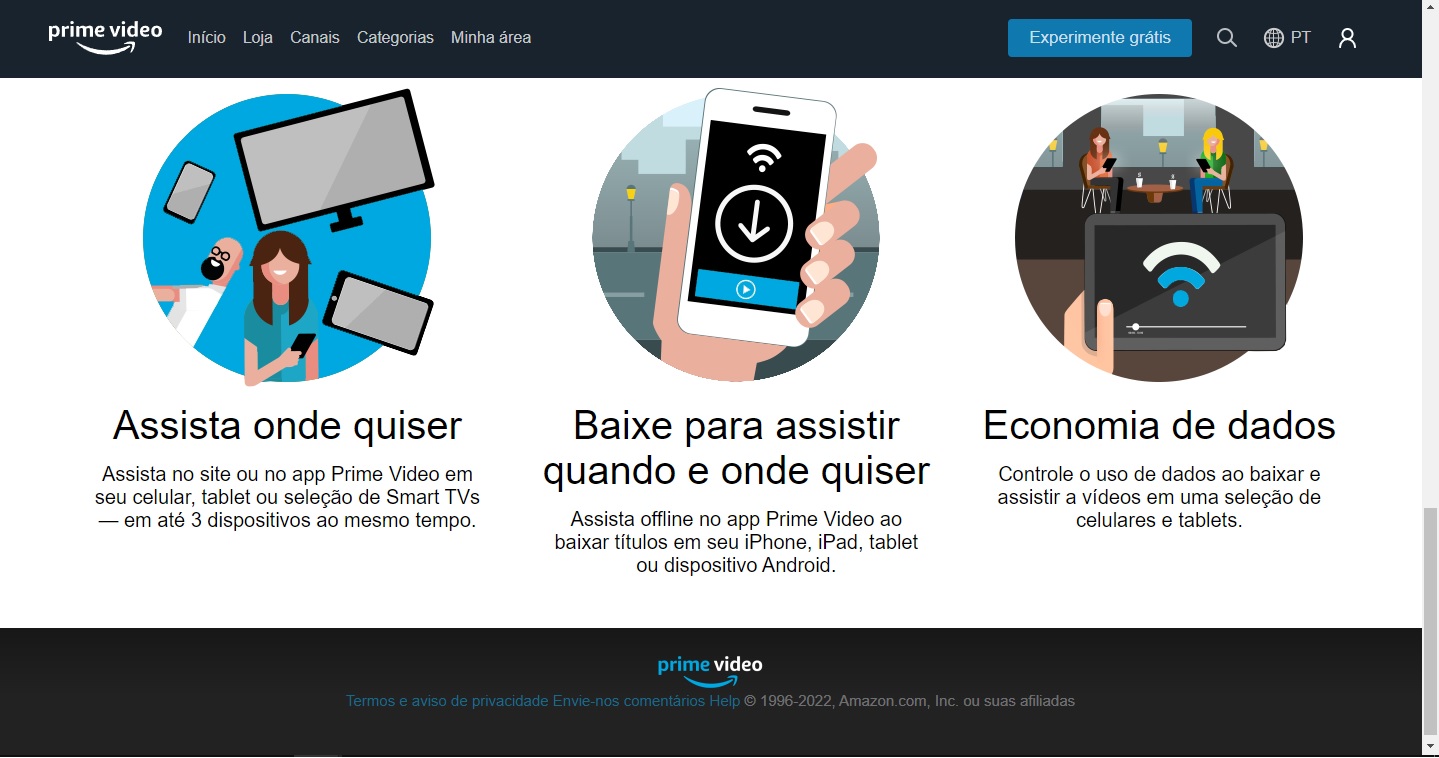 prime video Início Loja Canais Categorias Minha área Experimente grátis PT
Assista onde quiser
Assista no site ou no app Prime Video em
seu celular, tablet ou seleção de Smart TVs
— em até 3 dispositivos ao mesmo tempo.
Baixe para assistir
quando e onde quiser
Assista offline no app Prime Video ao
baixar títulos em seu iPhone, iPad, tablet
ou dispositivo Android.
Economia de dados
Controle o uso de dados ao baixar e
assistir a vídeos em uma seleção de
celulares e tablets.
prime video
Termos e aviso de privacidade Envie-nos comentários Help © 1996-2022, Amazon.com, Inc. ou suas afiliadas